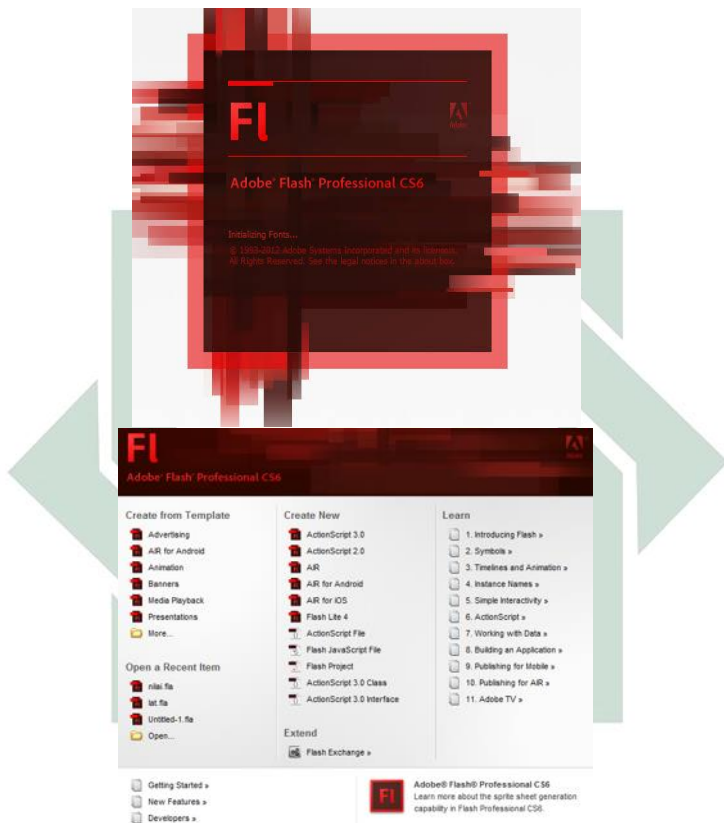 Fl
Adobe
Adobe® Flash® Professional CS6
Initializing Fonts...
© 1993-2012 Adobe Systems Incorporated and its licensors.
All Rights Reserved. See the legal notices in the about box.
Fl
Adobe
Adobe® Flash® Professional CS6
Create from Template
Advertising
AIR for Android
Animation
Banners
Media Playback
Presentations
More...
Open a Recent Item
nilai.fla
lat.fla
Untitled-1.fla
Open...
Create New
ActionScript 3.0
ActionScript 2.0
AIR
AIR for Android
AIR for iOS
Flash Lite 4
ActionScript File
Flash JavaScript File
Flash Project
ActionScript 3.0 Class
ActionScript 3.0 Interface
Extend
Flash Exchange »
Learn
1. Introducing Flash »
2. Symbols »
3. Timelines and Animation »
4. Instance Names »
5. Simple Interactivity »
6. ActionScript »
7. Working with Data »
8. Building an Application »
9. Publishing for Mobile »
10. Publishing for AIR »
11. Adobe TV »
Getting Started »
New Features »
Developers »
Fl
Adobe® Flash® Professional CS6
Learn more about the sprite sheet generation
capability in Flash Professional CS6.